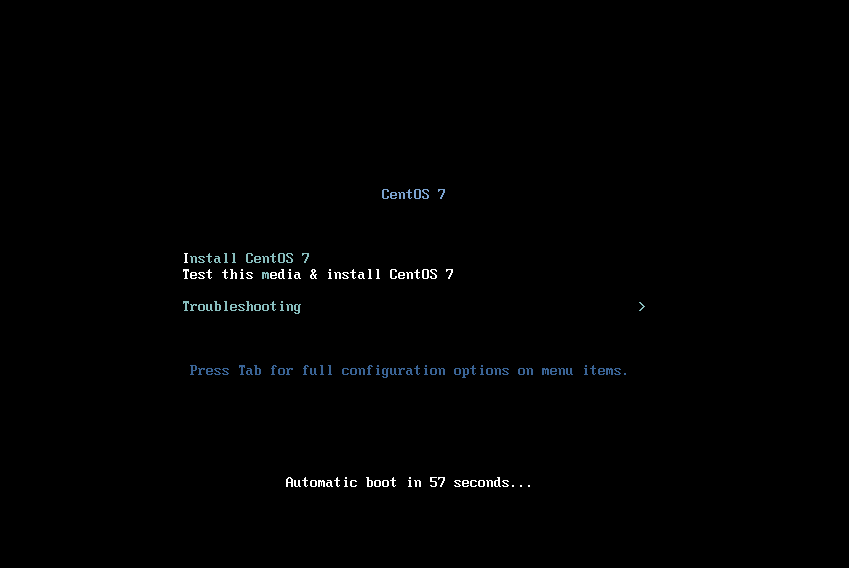 CentOS 7
Install CentOS 7
Test this media & install CentOS 7
Troubleshooting >
Press Tab for full configuration options on menu items.
Automatic boot in 57 seconds...